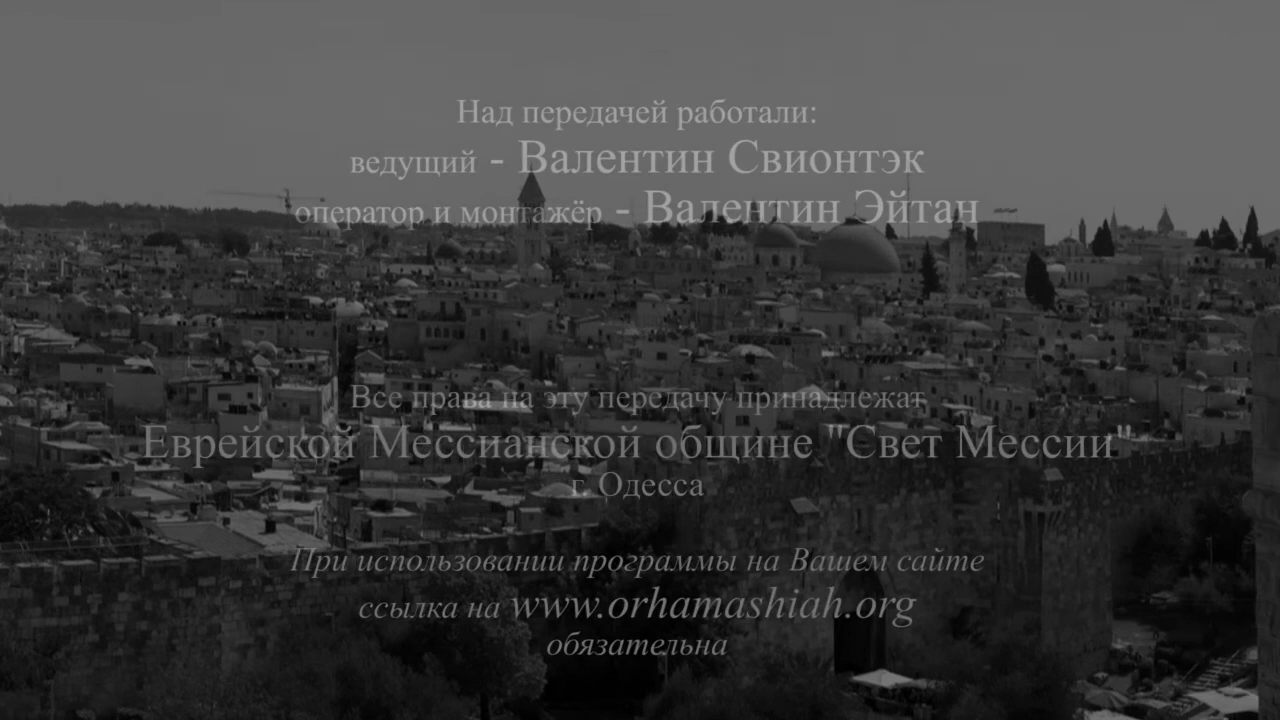 Над передачей работали:
ведущий - Валентин Свионтэк
оператор и монтажёр - Валентин Эйтан
Все права на эту передачу принадлежат
Еврейской Мессианской общине "Свет Мессии"
г. Одесса
При использовании программы на Вашем сайте
ссылка на www.orhamashiah.org
обязательна